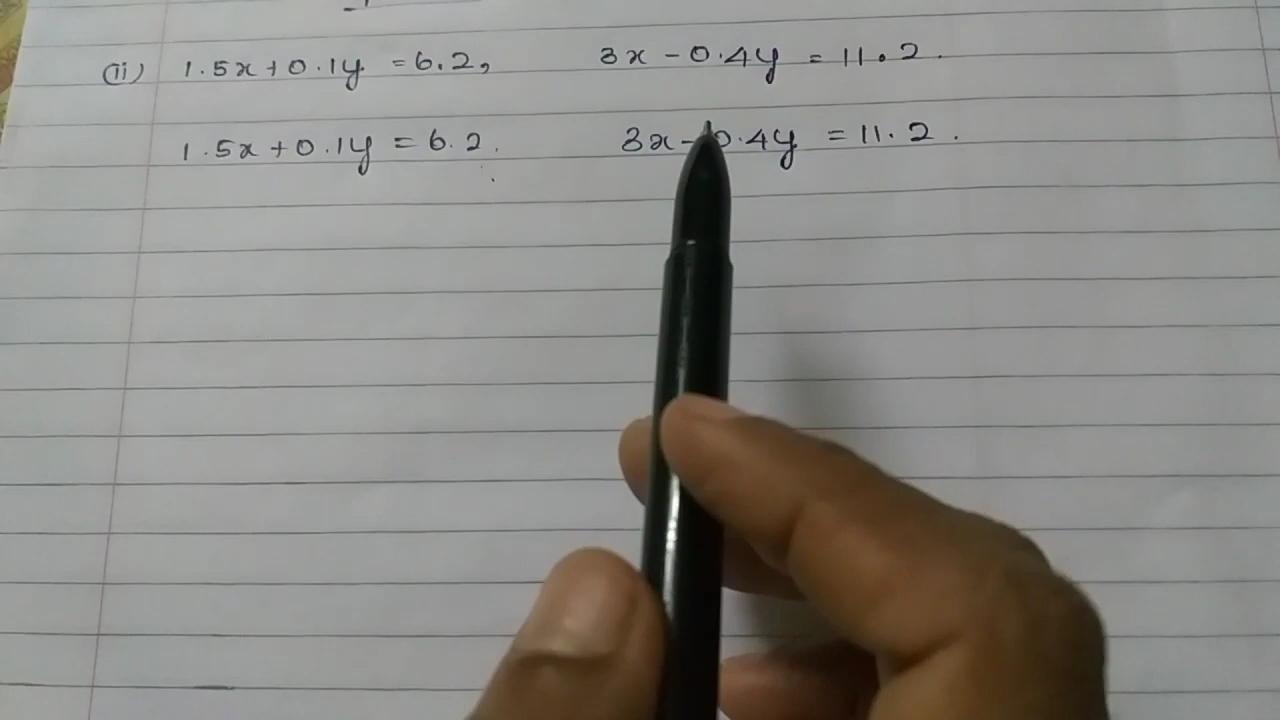 (ii) 1.5x + 0.1y = 6.2, 3x - 0.4y = 11.2.
1.5x + 0.1y = 6.2. 3x - 0.4y = 11.2.